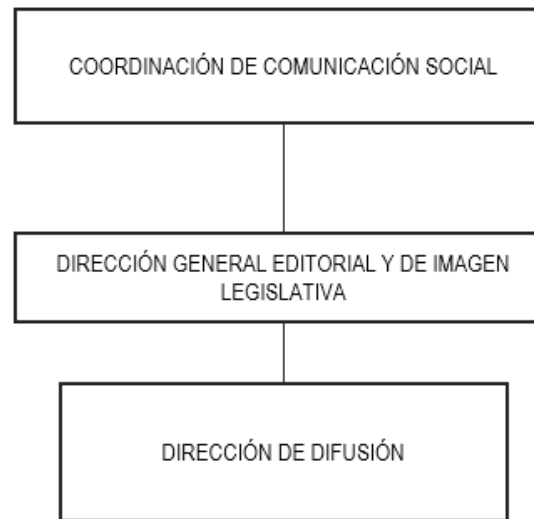 COORDINACIÓN DE COMUNICACIÓN SOCIAL
DIRECCIÓN GENERAL EDITORIAL Y DE IMAGEN
LEGISLATIVA
DIRECCIÓN DE DIFUSIÓN